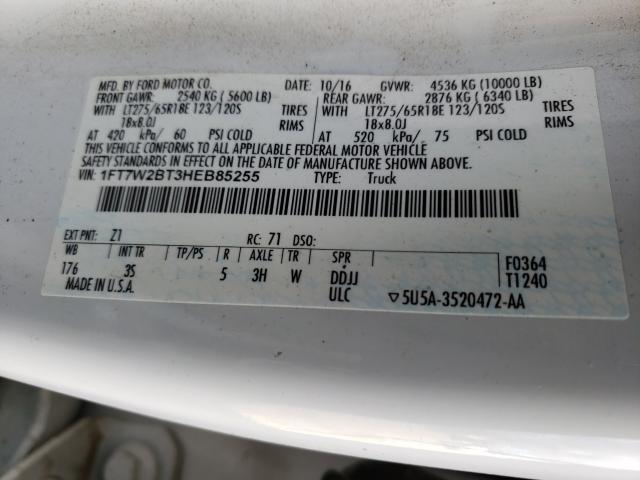 MFD. BY FORD MOTOR CO. DATE: 10/16 GVWR: 4536 KG (10000 LB)
FRONT GAWR: 2540 KG ( 5600 LB) REAR GAWR: 2876 KG ( 6340 LB)
WITH LT275/65R18E 123/120S TIRES WITH LT275/65R18E 123/120S TIRES
18x8.0J RIMS 18x8.0J RIMS
AT 420 kPa/ 60 PSI COLD AT 520 kPa/ 75 PSI COLD
THIS VEHICLE CONFORMS TO ALL APPLICABLE FEDERAL MOTOR VEHICLE
SAFETY STANDARDS IN EFFECT ON THE DATE OF MANUFACTURE SHOWN ABOVE.
VIN: 1FT7W2BT3HEB85255 TYPE: Truck
EXT PNT: Z1 RC: 71 DSO:
WB INT TR TP/PS R AXLE TR SPR F0364
176 3S 5 3H W DDJJ T1240
MADE IN U.S.A. ULC ▽5U5A-3520472-AA